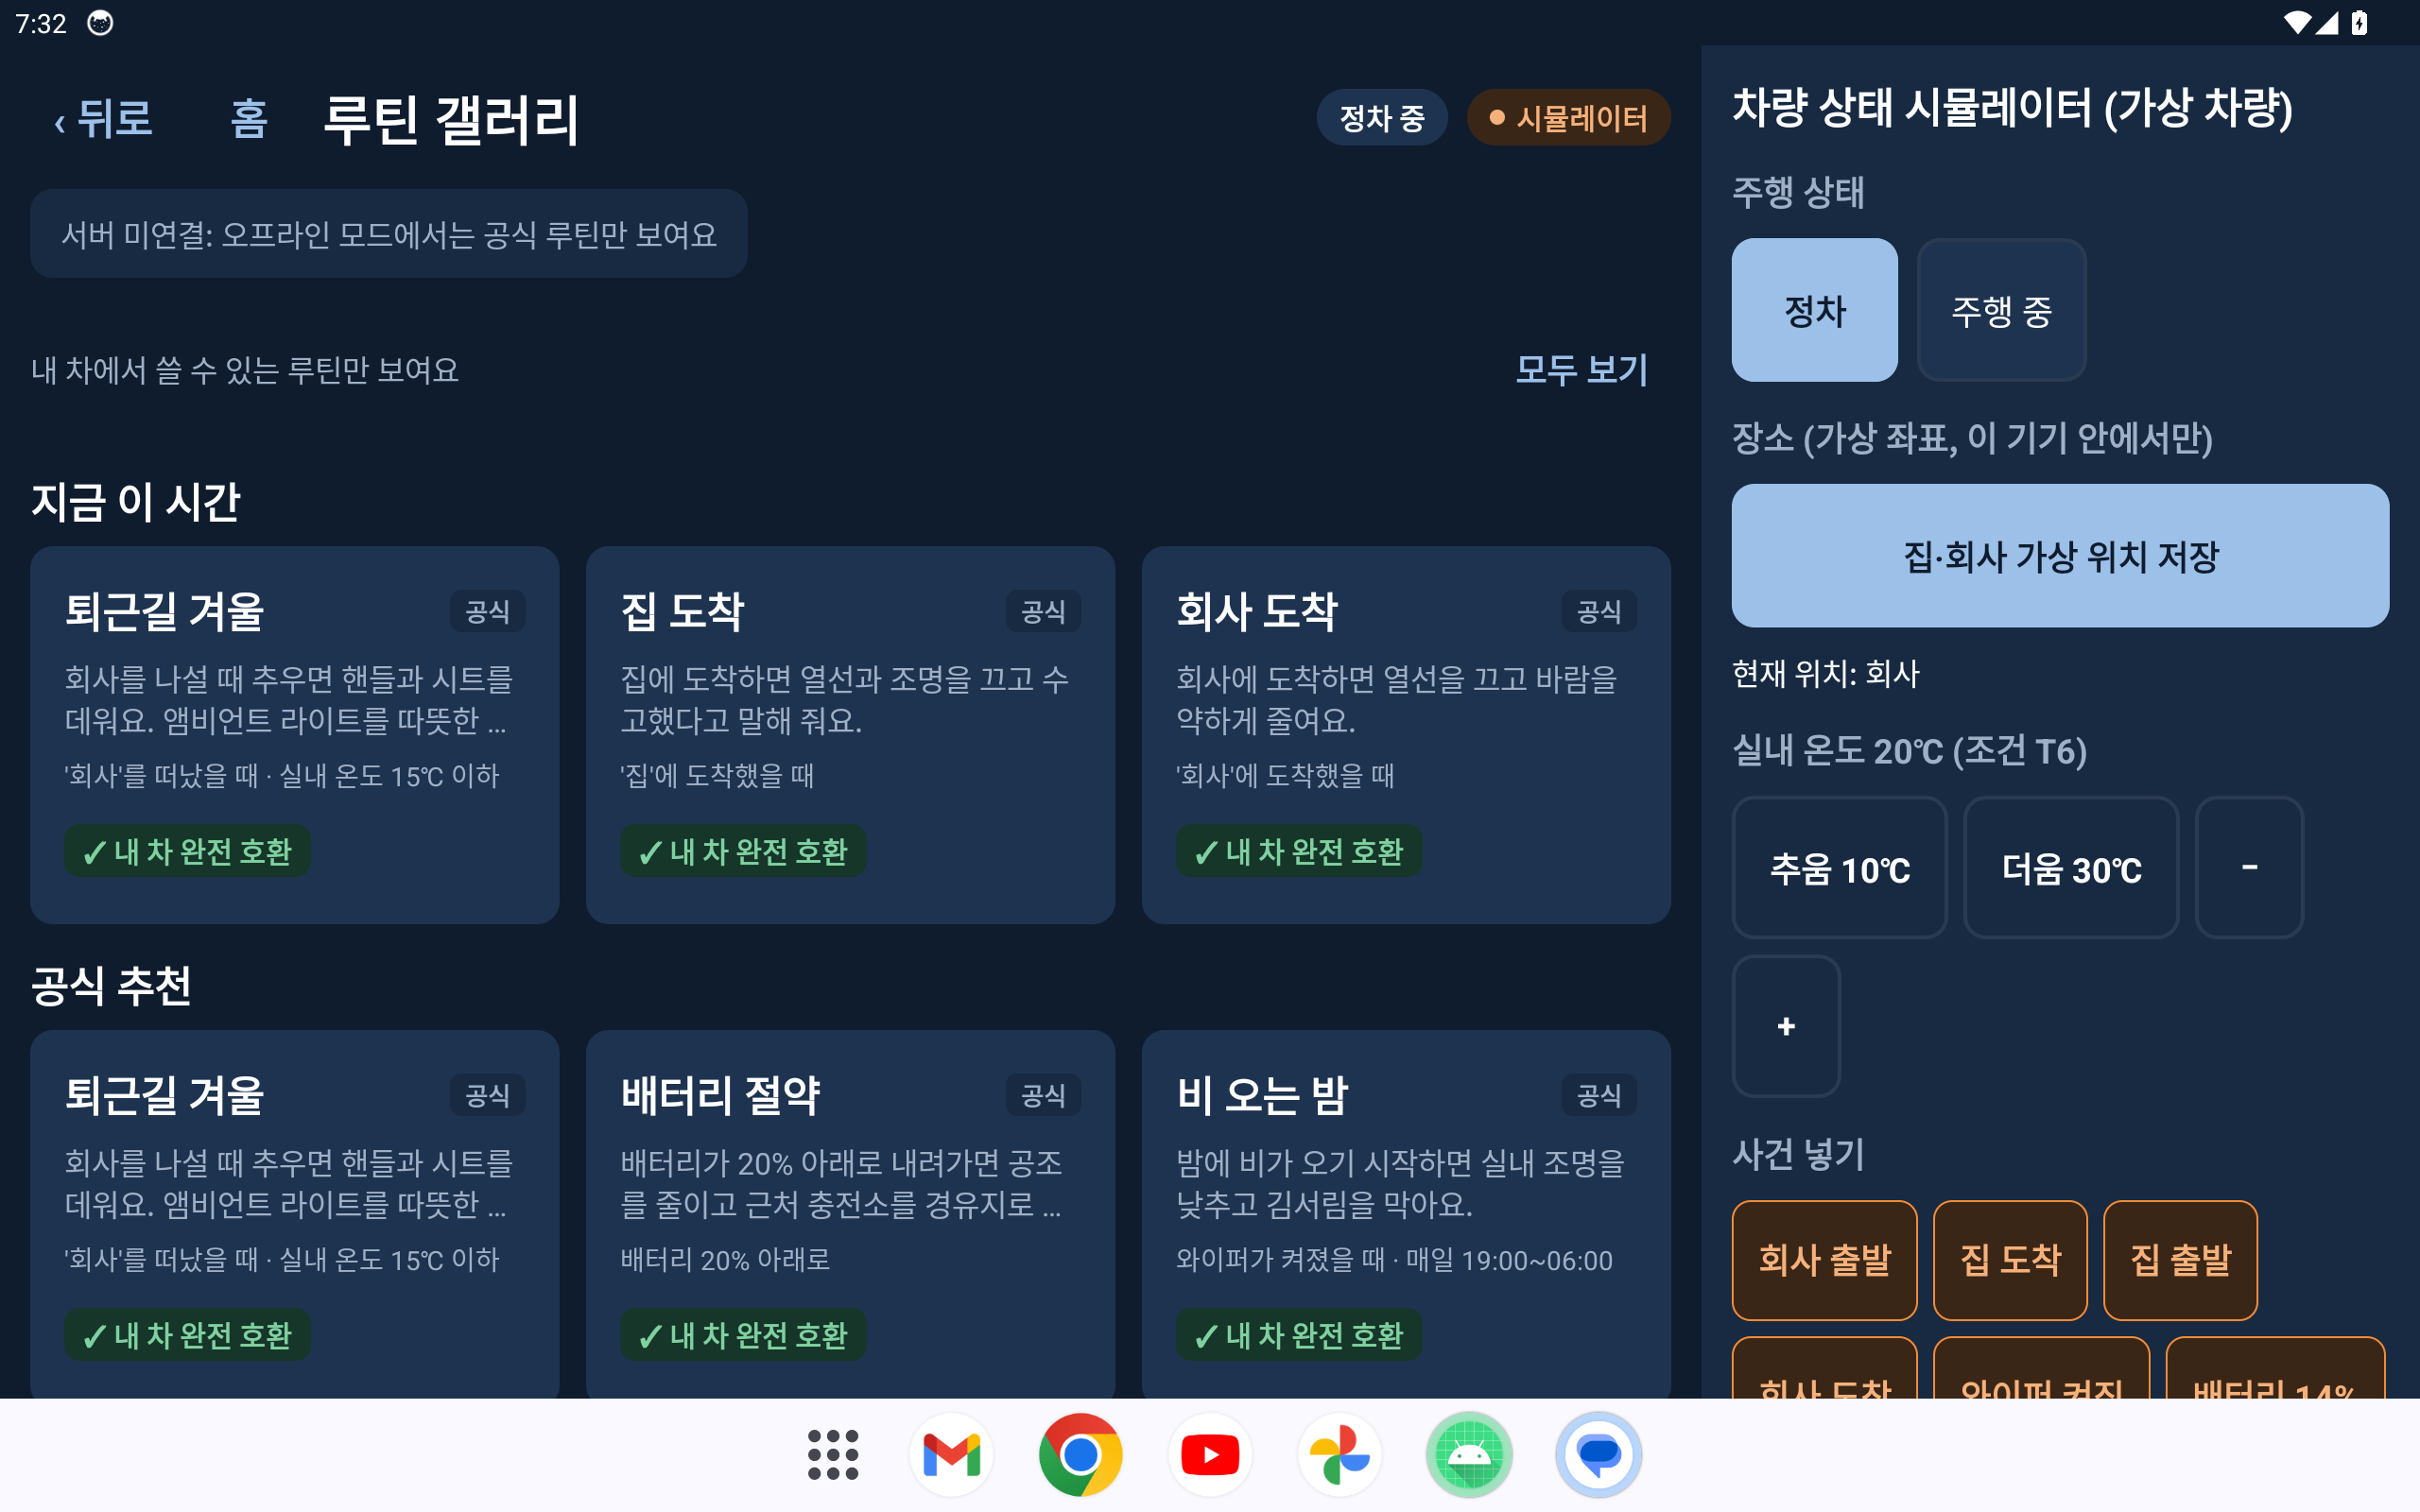 7:32
‹ 뒤로
홈
루틴 갤러리
정차 중
시뮬레이터
서버 미연결: 오프라인 모드에서는 공식 루틴만 보여요
내 차에서 쓸 수 있는 루틴만 보여요
모두 보기
지금 이 시간
퇴근길 겨울
공식
회사를 나설 때 추우면 핸들과 시트를
데워요. 앰비언트 라이트를 따뜻한 ...
'회사'를 떠났을 때 · 실내 온도 15℃ 이하
✓내 차 완전 호환
집 도착
공식
집에 도착하면 열선과 조명을 끄고 수
고했다고 말해 줘요.
'집'에 도착했을 때
✓내 차 완전 호환
회사 도착
공식
회사에 도착하면 열선을 끄고 바람을
약하게 줄여요.
'회사'에 도착했을 때
✓내 차 완전 호환
공식 추천
퇴근길 겨울
공식
회사를 나설 때 추우면 핸들과 시트를
데워요. 앰비언트 라이트를 따뜻한 ...
'회사'를 떠났을 때 · 실내 온도 15℃ 이하
✓내 차 완전 호환
배터리 절약
공식
배터리가 20% 아래로 내려가면 공조
를 줄이고 근처 충전소를 경유지로 ...
배터리 20% 아래로
✓내 차 완전 호환
비 오는 밤
공식
밤에 비가 오기 시작하면 실내 조명을
낮추고 김서림을 막아요.
와이퍼가 켜졌을 때 · 매일 19:00~06:00
✓내 차 완전 호환
차량 상태 시뮬레이터 (가상 차량)
주행 상태
정차
주행 중
장소 (가상 좌표, 이 기기 안에서만)
집·회사 가상 위치 저장
현재 위치: 회사
실내 온도 20℃ (조건 T6)
추움 10℃
더움 30℃
−
+
사건 넣기
회사 출발
집 도착
집 출발
회사 도착
와이퍼 켜짐
배터리 14%